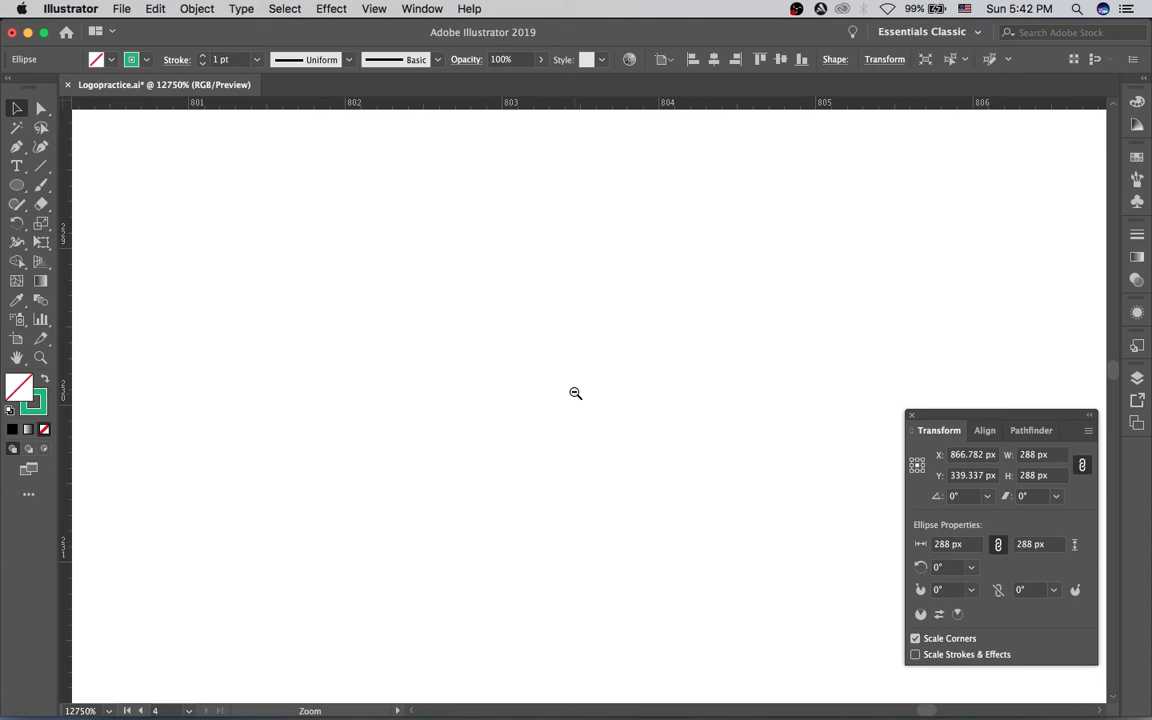 Illustrator File Edit Object Type Select Effect View Window Help 99% Sun 5:42 PM
Adobe Illustrator 2019 Essentials Classic Search Adobe Stock
Ellipse Stroke: 1 pt Uniform Basic Opacity: 100% Style: Shape: Transform
× Logopractice.ai* @ 12750% (RGB/Preview)
801 802 803 804 805 806
229
230
231
Transform Align Pathfinder
X: 866.782 px W: 288 px
Y: 339.337 px H: 288 px
0° 0°
Ellipse Properties:
288 px 288 px
0°
0° 0°
Scale Corners
Scale Strokes & Effects
12750% 4 Zoom